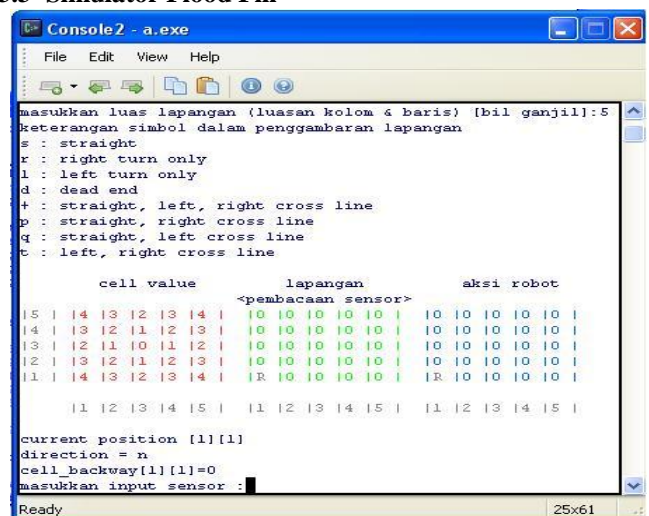 Console2 - a.exe
File Edit View Help
masukkan luas lapangan (luasan kolom & baris) [bil ganjil]:5
keterangan simbol dalam penggambaran lapangan
s : straight
r : right turn only
l : left turn only
d : dead end
+ : straight, left, right cross line
p : straight, right cross line
q : straight, left cross line
t : left, right cross line
cell value lapangan aksi robot
<pembacaan sensor>
|5 | |4 |3 |2 |3 |4 | |0 |0 |0 |0 |0 | |0 |0 |0 |0 |0 |
|4 | |3 |2 |1 |2 |3 | |0 |0 |0 |0 |0 | |0 |0 |0 |0 |0 |
|3 | |2 |1 |0 |1 |2 | |0 |0 |0 |0 |0 | |0 |0 |0 |0 |0 |
|2 | |3 |2 |1 |2 |3 | |0 |0 |0 |0 |0 | |0 |0 |0 |0 |0 |
|1 | |4 |3 |2 |3 |4 | |R |0 |0 |0 |0 | |R |0 |0 |0 |0 |
|1 |2 |3 |4 |5 | |1 |2 |3 |4 |5 | |1 |2 |3 |4 |5 |
current position [1][1]
direction = n
cell_backway[1][1]=0
masukkan input sensor :
Ready 25x61